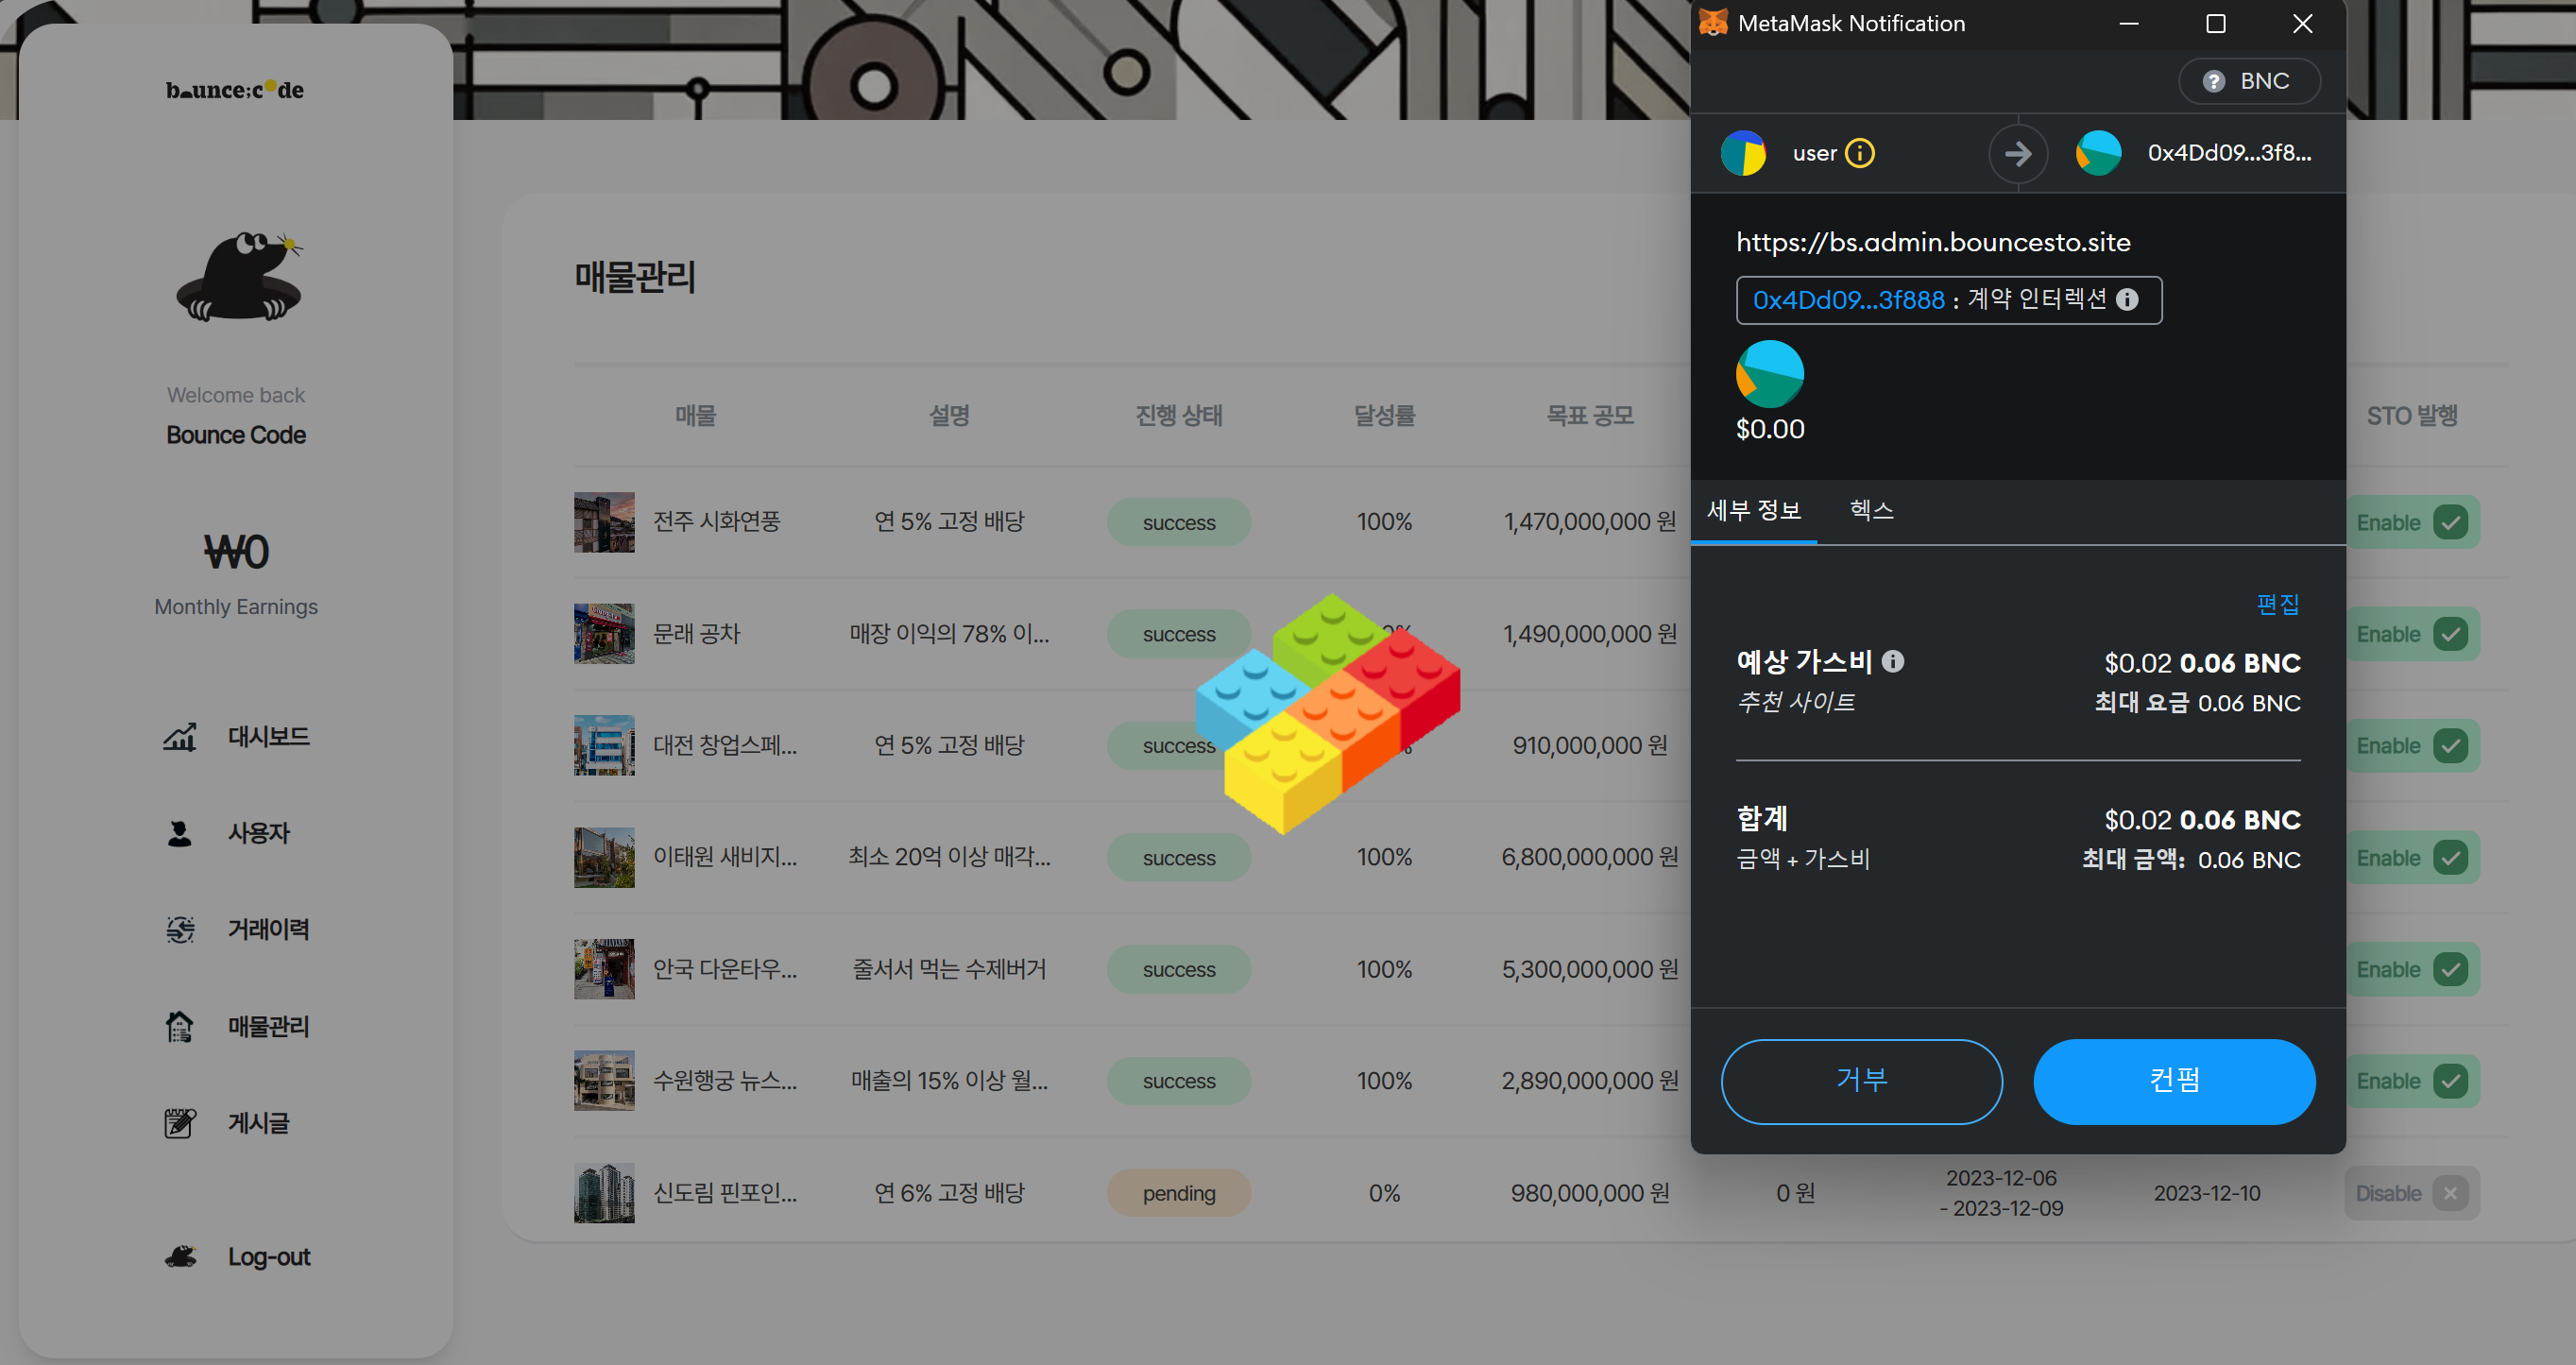 bounce;code
Welcome back
Bounce Code
₩0
Monthly Earnings
대시보드
사용자
거래이력
매물관리
게시글
Log-out
매물관리
매물 설명 진행 상태 달성률 목표 공모 STO 발행
전주 시화연풍 연 5% 고정 배당 success 100% 1,470,000,000 원 Enable
문래 공차 매장 이익의 78% 이... success 1,490,000,000 원 Enable
대전 창업스페... 연 5% 고정 배당 success 910,000,000 원 Enable
이태원 새비지... 최소 20억 이상 매각... success 100% 6,800,000,000 원 Enable
안국 다운타우... 줄서서 먹는 수제버거 success 100% 5,300,000,000 원 Enable
수원행궁 뉴스... 매출의 15% 이상 월... success 100% 2,890,000,000 원 Enable
신도림 핀포인... 연 6% 고정 배당 pending 0% 980,000,000 원 0 원 2023-12-06
- 2023-12-09 2023-12-10 Disable
MetaMask Notification
BNC
user 0x4Dd09...3f8...
https://bs.admin.bouncesto.site
0x4Dd09...3f888 : 계약 인터렉션
$0.00
세부 정보 헥스
편집
예상 가스비 $0.02 0.06 BNC
추천 사이트 최대 요금 0.06 BNC
합계 $0.02 0.06 BNC
금액 + 가스비 최대 금액: 0.06 BNC
거부 컨펌